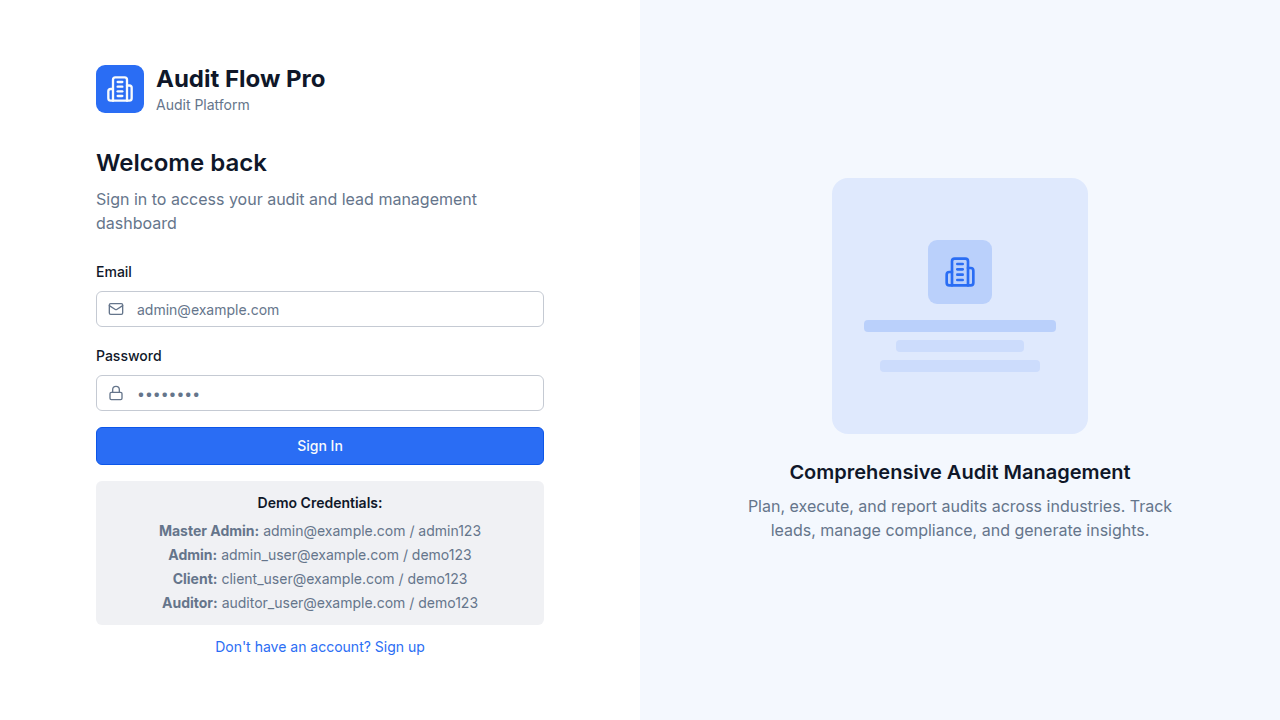 Audit Flow Pro
Audit Platform
Welcome back
Sign in to access your audit and lead management
dashboard
Email
admin@example.com
Password
••••••••
Sign In
Demo Credentials:
Master Admin: admin@example.com / admin123
Admin: admin_user@example.com / demo123
Client: client_user@example.com / demo123
Auditor: auditor_user@example.com / demo123
Don't have an account? Sign up
Comprehensive Audit Management
Plan, execute, and report audits across industries. Track
leads, manage compliance, and generate insights.